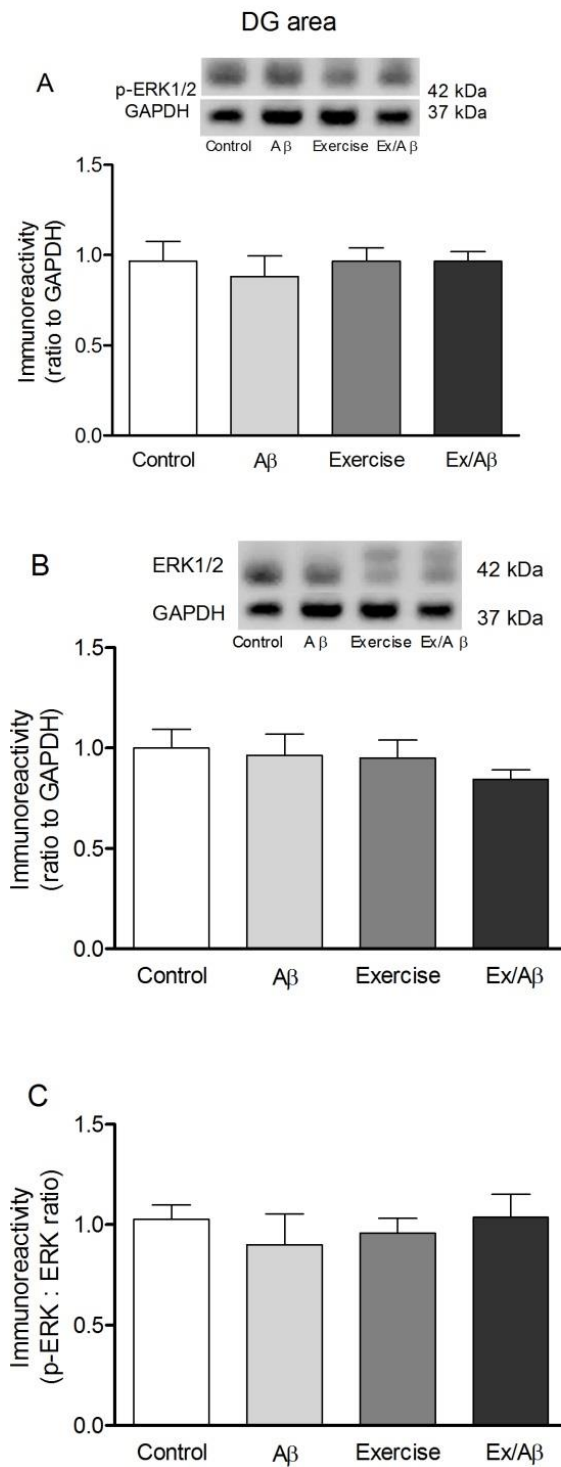 DG area
A
p-ERK1/2 42 kDa
GAPDH 37 kDa
Control Aβ Exercise Ex/Aβ
1.5
1.0
0.5
0.0
Immunoreactivity
(ratio to GAPDH)
Control Aβ Exercise Ex/Aβ
B
ERK1/2 42 kDa
GAPDH 37 kDa
Control Aβ Exercise Ex/Aβ
1.5
1.0
0.5
0.0
Immunoreactivity
(ratio to GAPDH)
Control Aβ Exercise Ex/Aβ
C
1.5
1.0
0.5
0.0
Immunoreactivity
(p-ERK : ERK ratio)
Control Aβ Exercise Ex/Aβ